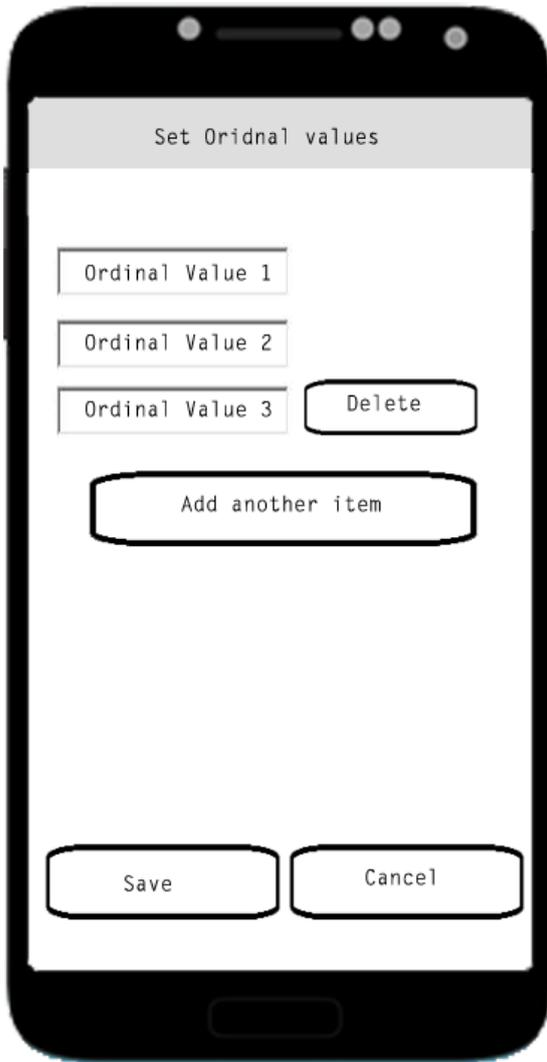 Set Oridnal values
Ordinal Value 1
Ordinal Value 2
Ordinal Value 3
Delete
Add another item
Save
Cancel